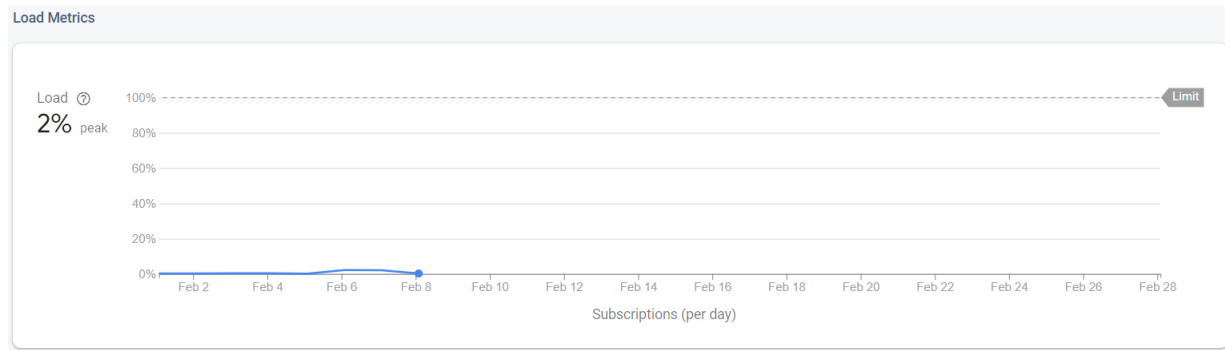 Load Metrics
Load
2% peak
100%
Limit
80%
60%
40%
20%
0%
Feb 2 Feb 4 Feb 6 Feb 8 Feb 10 Feb 12 Feb 14 Feb 16 Feb 18 Feb 20 Feb 22 Feb 24 Feb 26 Feb 28
Subscriptions (per day)